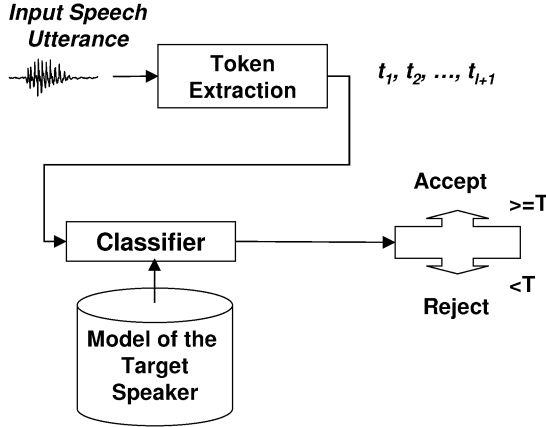 Input Speech
Utterance
Token
Extraction
t1, t2, ..., tl+1
Classifier
Accept
>=T
<T
Reject
Model of the
Target
Speaker